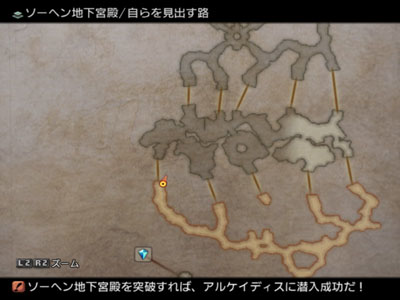 ソーヘン地下宮殿/自らを見出す路
L2 R2 ズーム
ソーヘン地下宮殿を突破すれば、アルケイディスに潜入成功だ!